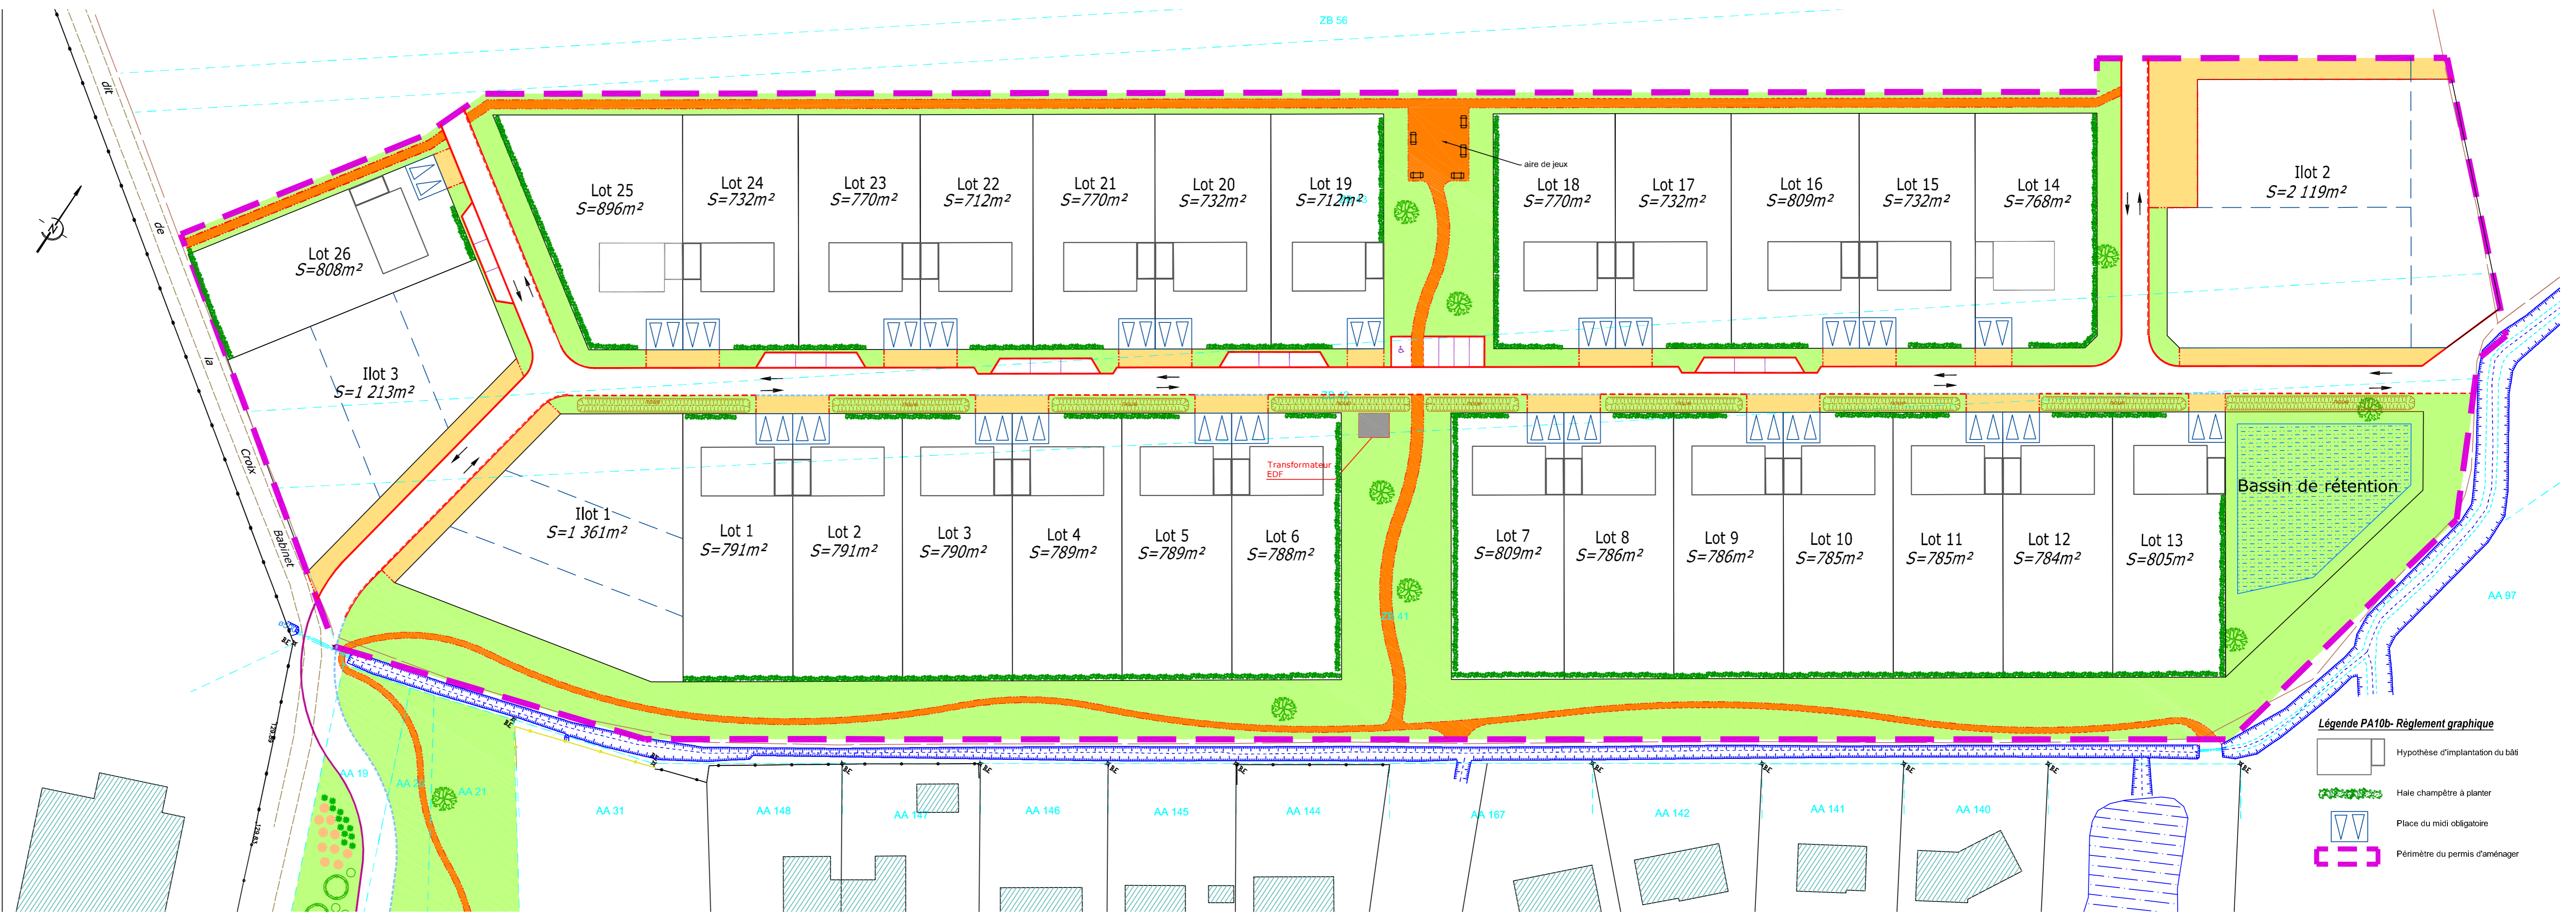 ZB 56
dit
de
la
Croix
Babinet
N
aire de jeux
Lot 25
S=896m²
Lot 24
S=732m²
Lot 23
S=770m²
Lot 22
S=712m²
Lot 21
S=770m²
Lot 20
S=732m²
Lot 19
S=712m²
Lot 18
S=770m²
Lot 17
S=732m²
Lot 16
S=809m²
Lot 15
S=732m²
Lot 14
S=768m²
Ilot 2
S=2 119m²
Lot 26
S=808m²
Ilot 3
S=1 213m²
Transformateur
EDF
Ilot 1
S=1 361m²
Lot 1
S=791m²
Lot 2
S=791m²
Lot 3
S=790m²
Lot 4
S=789m²
Lot 5
S=789m²
Lot 6
S=788m²
Lot 7
S=809m²
Lot 8
S=786m²
Lot 9
S=786m²
Lot 10
S=785m²
Lot 11
S=785m²
Lot 12
S=784m²
Lot 13
S=805m²
Bassin de rétention
AA 97
AA 19
AA 21
AA 31
AA 148
AA 147
AA 146
AA 145
AA 144
AA 167
AA 142
AA 141
AA 140
Légende PA10b- Règlement graphique
Hypothèse d'implantation du bâti
Haie champêtre à planter
Place du midi obligatoire
Périmètre du permis d'aménager